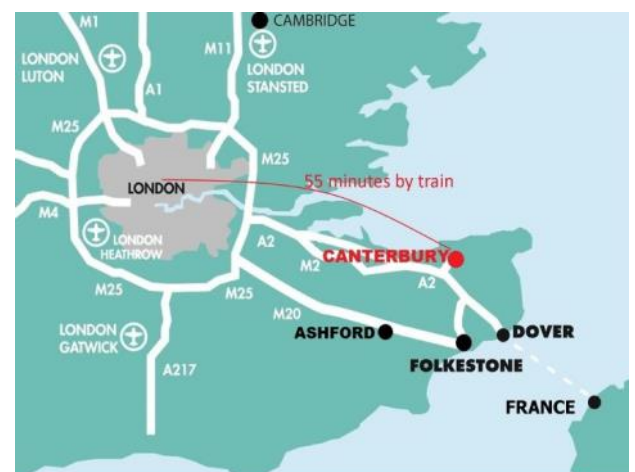 CAMBRIDGE
M1
M11
LONDON
LUTON
LONDON
STANSTED
A1
M25
M25
55 minutes by train
LONDON
M4
LONDON
HEATHROW
A2
M2
CANTERBURY
A2
M25
M25
M20
LONDON
GATWICK
ASHFORD
DOVER
FOLKESTONE
A217
FRANCE